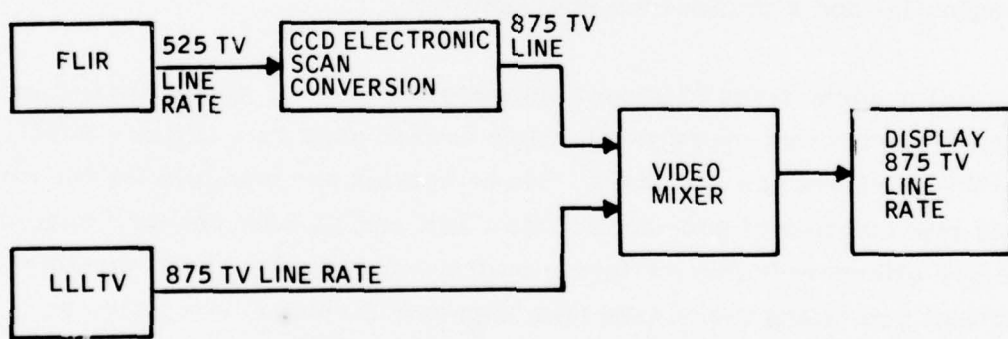 FLIR
525 TV
LINE
RATE
CCD ELECTRONIC
SCAN
CONVERSION
875 TV
LINE
VIDEO
MIXER
DISPLAY
875 TV
LINE
RATE
LLLTV
875 TV LINE RATE